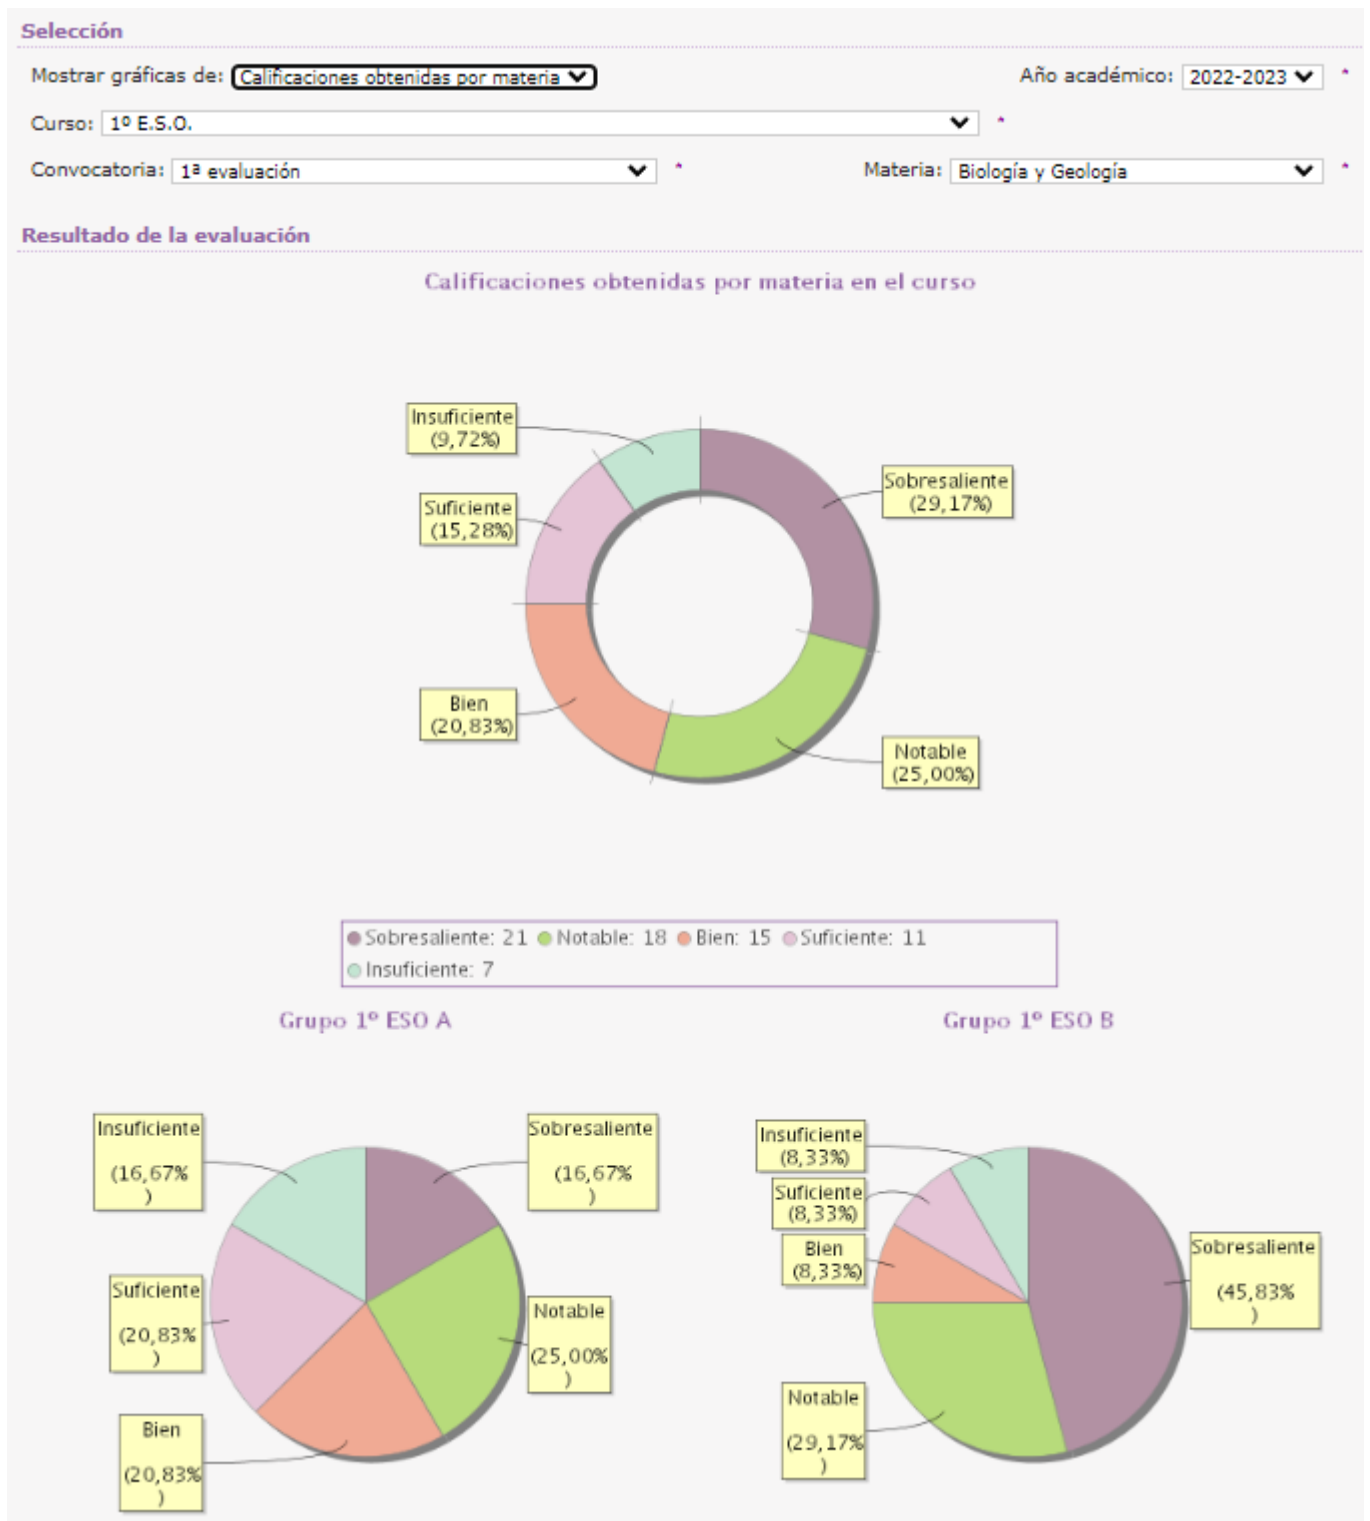 Selección
Mostrar gráficas de: Calificaciones obtenidas por materia Año académico: 2022-2023 *
Curso: 1º E.S.O. *
Convocatoria: 1ª evaluación * Materia: Biología y Geología *
Resultado de la evaluación
Calificaciones obtenidas por materia en el curso
Insuficiente
(9,72%)
Sobresaliente
(29,17%)
Suficiente
(15,28%)
Bien
(20,83%)
Notable
(25,00%)
Sobresaliente: 21 Notable: 18 Bien: 15 Suficiente: 11
Insuficiente: 7
Grupo 1º ESO A
Insuficiente
(16,67%
)
Sobresaliente
(16,67%
)
Suficiente
(20,83%
)
Notable
(25,00%
)
Bien
(20,83%
)
Grupo 1º ESO B
Insuficiente
(8,33%)
Suficiente
(8,33%)
Bien
(8,33%)
Sobresaliente
(45,83%
)
Notable
(29,17%
)